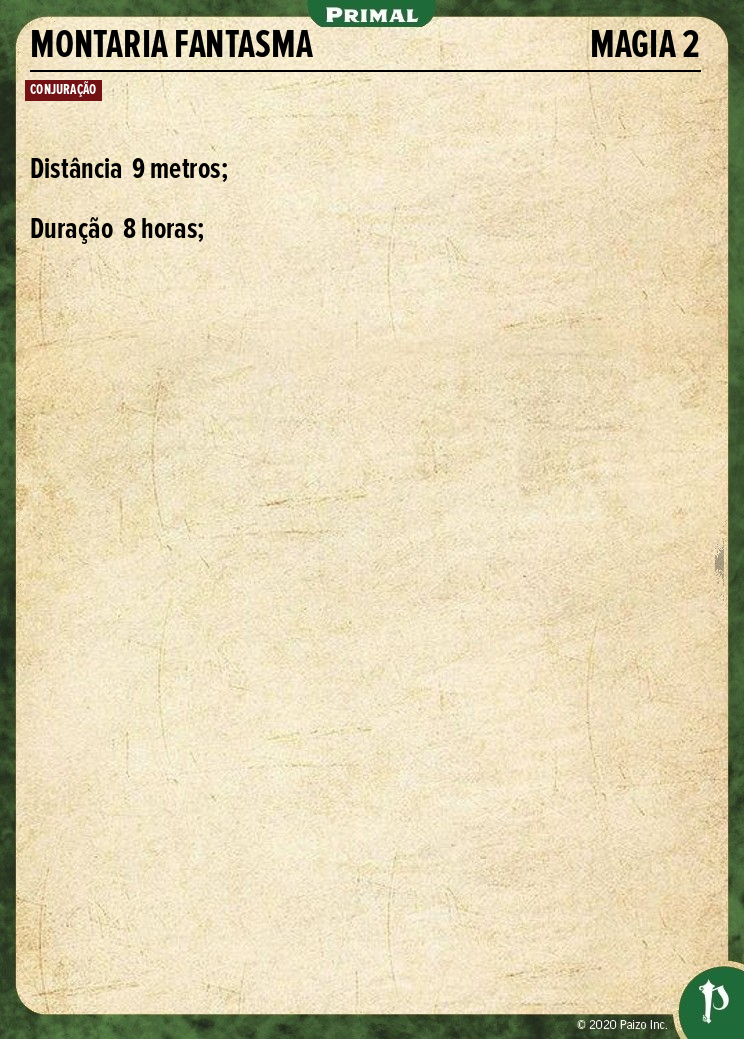 PRIMAL
MONTARIA FANTASMA MAGIA 2
CONJURAÇÃO
Distância 9 metros;
Duração 8 horas;
© 2020 Paizo Inc.